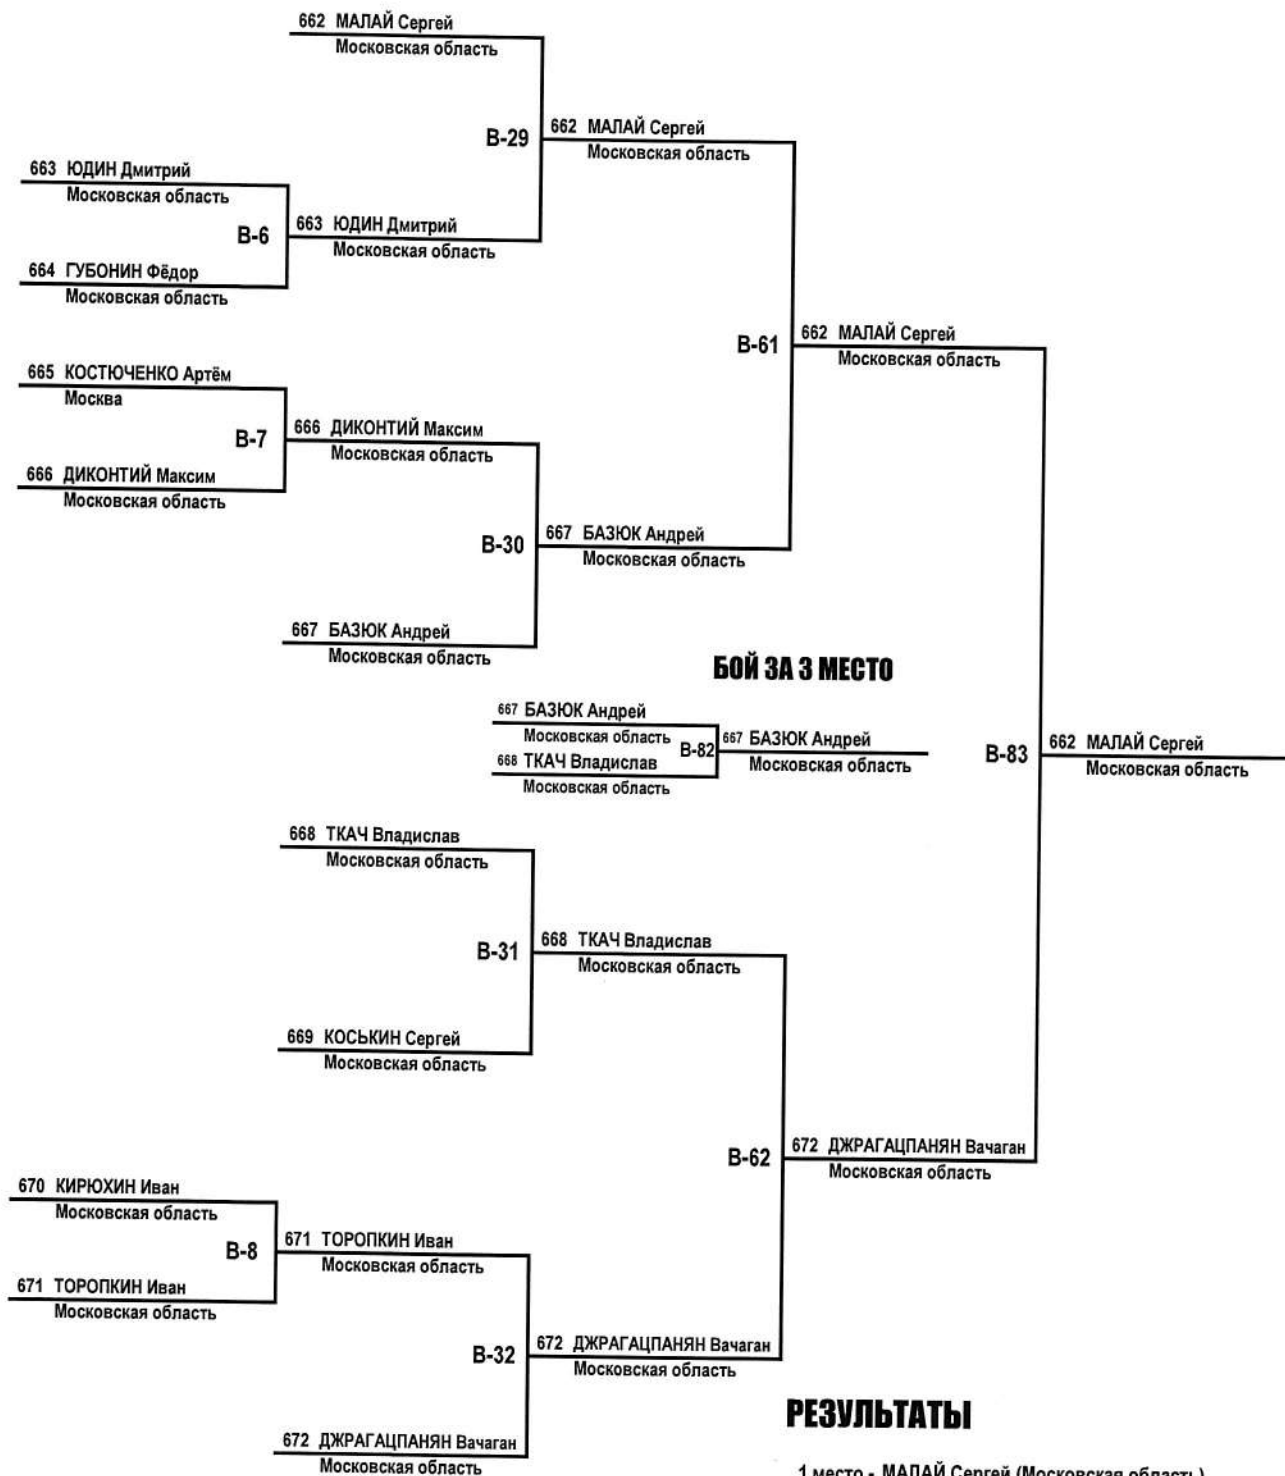 662 МАЛАЙ Сергей
Московская область
В-29
662 МАЛАЙ Сергей
Московская область
663 ЮДИН Дмитрий
Московская область
В-6
663 ЮДИН Дмитрий
Московская область
664 ГУБОНИН Фёдор
Московская область
В-61
662 МАЛАЙ Сергей
Московская область
665 КОСТЮЧЕНКО Артём
Москва
В-7
666 ДИКОНТИЙ Максим
Московская область
666 ДИКОНТИЙ Максим
Московская область
В-30
667 БАЗЮК Андрей
Московская область
667 БАЗЮК Андрей
Московская область
БОЙ ЗА 3 МЕСТО
667 БАЗЮК Андрей
Московская область
В-82
667 БАЗЮК Андрей
Московская область
668 ТКАЧ Владислав
Московская область
В-83
662 МАЛАЙ Сергей
Московская область
668 ТКАЧ Владислав
Московская область
В-31
668 ТКАЧ Владислав
Московская область
669 КОСЬКИН Сергей
Московская область
В-62
672 ДЖРАГАЦПАНЯН Вачаган
Московская область
670 КИРЮХИН Иван
Московская область
В-8
671 ТОРОПКИН Иван
Московская область
671 ТОРОПКИН Иван
Московская область
В-32
672 ДЖРАГАЦПАНЯН Вачаган
Московская область
672 ДЖРАГАЦПАНЯН Вачаган
Московская область
РЕЗУЛЬТАТЫ
1 место - МАЛАЙ Сергей (Московская область)